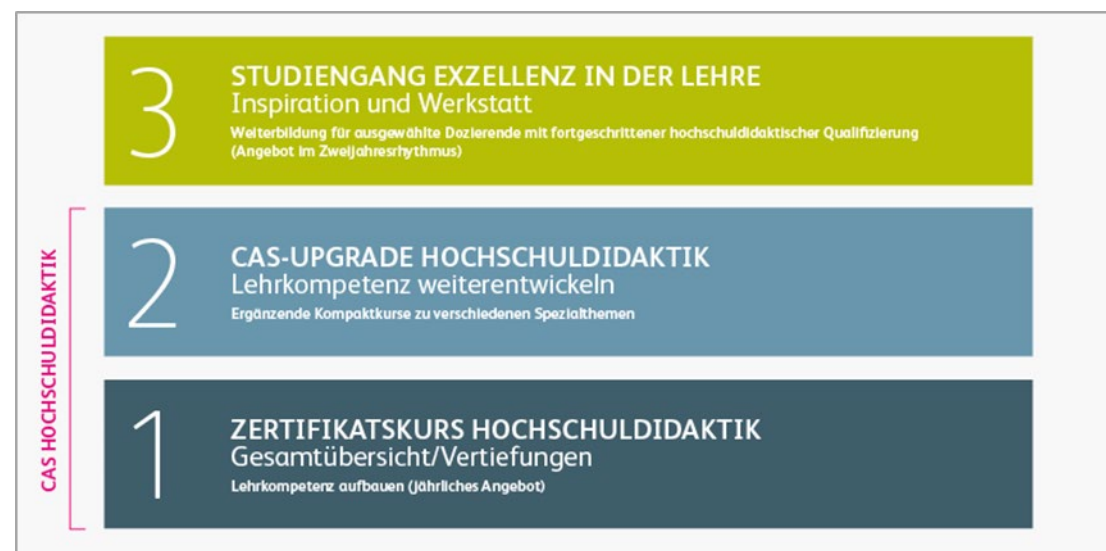 3
STUDIENGANG EXZELLENZ IN DER LEHRE
Inspiration und Werkstatt
Weiterbildung für ausgewählte Dozierende mit fortgeschrittener hochschuldidaktischer Qualifizierung
(Angebot im Zweijahresrhythmus)
CAS HOCHSCHULDIDAKTIK
2
CAS-UPGRADE HOCHSCHULDIDAKTIK
Lehrkompetenz weiterentwickeln
Ergänzende Kompaktkurse zu verschiedenen Spezialthemen
1
ZERTIFIKATSKURS HOCHSCHULDIDAKTIK
Gesamtübersicht/Vertiefungen
Lehrkompetenz aufbauen (jährliches Angebot)